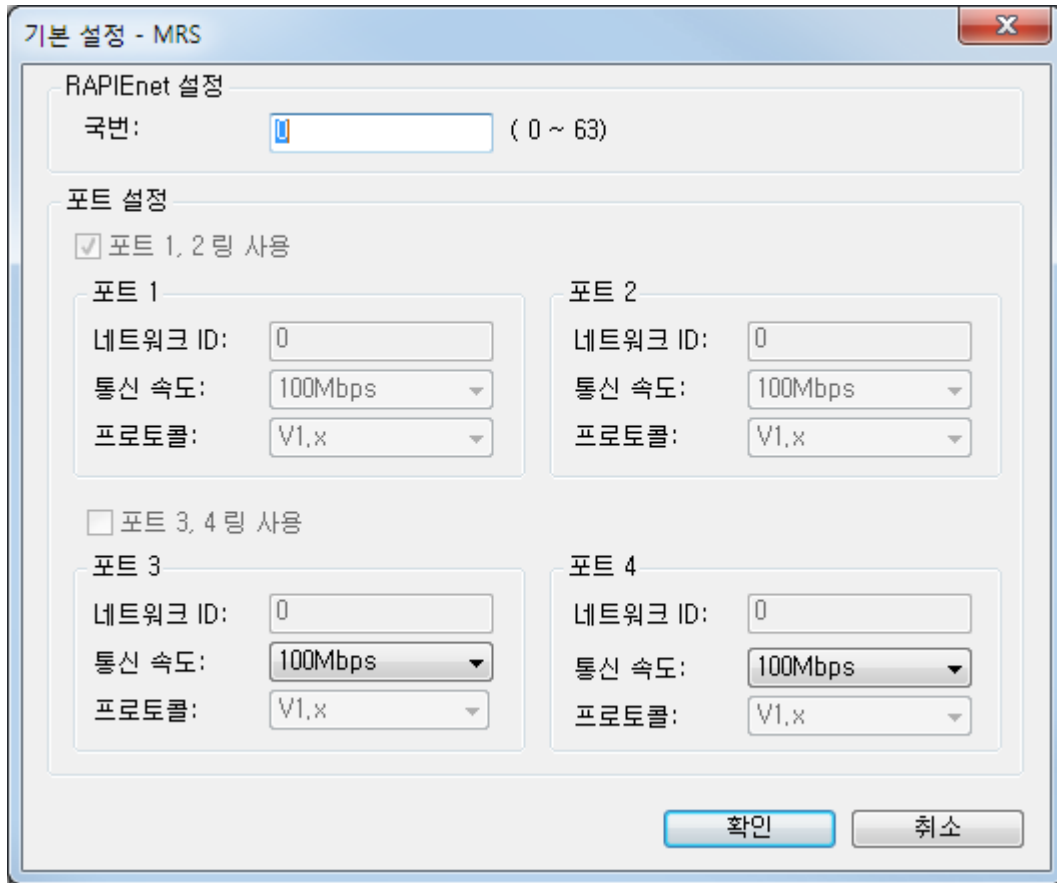 기본 설정 - MRS
RAPIEnet 설정
국번: 0 ( 0 ~ 63)
포트 설정
포트 1, 2 링 사용
포트 1
네트워크 ID: 0
통신 속도: 100Mbps
프로토콜: V1.x
포트 2
네트워크 ID: 0
통신 속도: 100Mbps
프로토콜: V1.x
포트 3, 4 링 사용
포트 3
네트워크 ID: 0
통신 속도: 100Mbps
프로토콜: V1.x
포트 4
네트워크 ID: 0
통신 속도: 100Mbps
프로토콜: V1.x
확인 취소